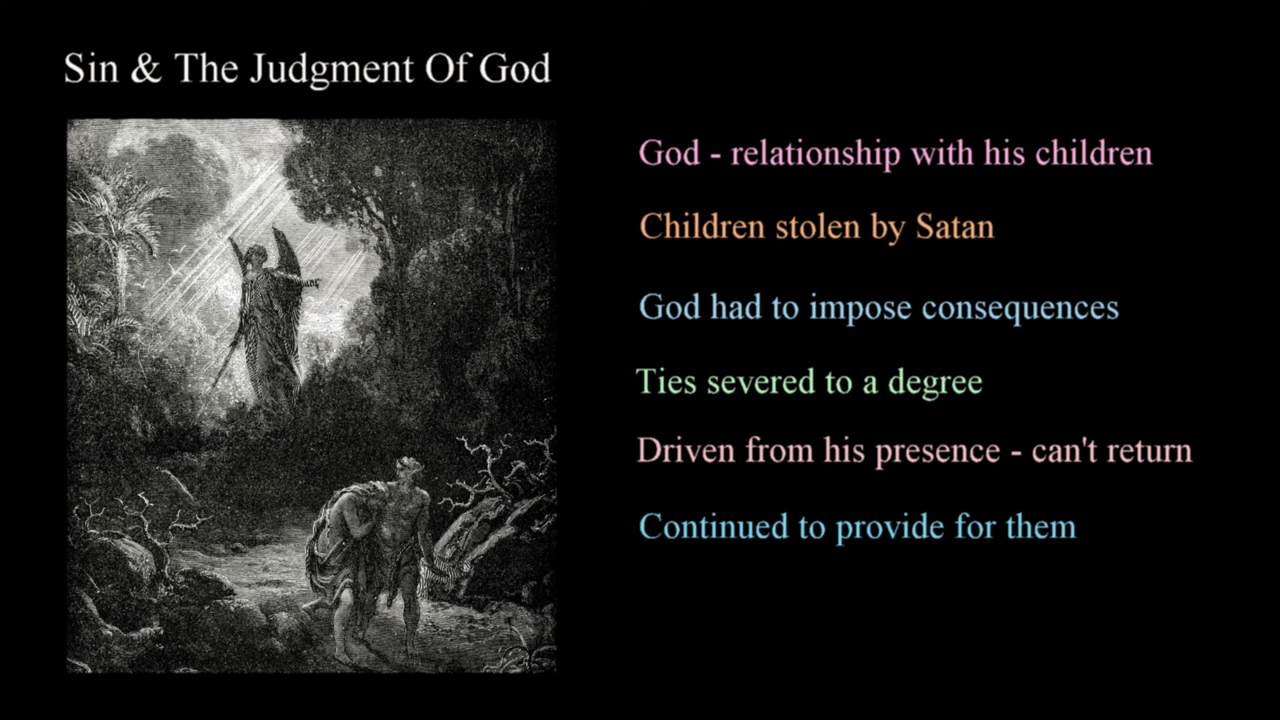 Sin & The Judgment Of God
God - relationship with his children
Children stolen by Satan
God had to impose consequences
Ties severed to a degree
Driven from his presence - can't return
Continued to provide for them